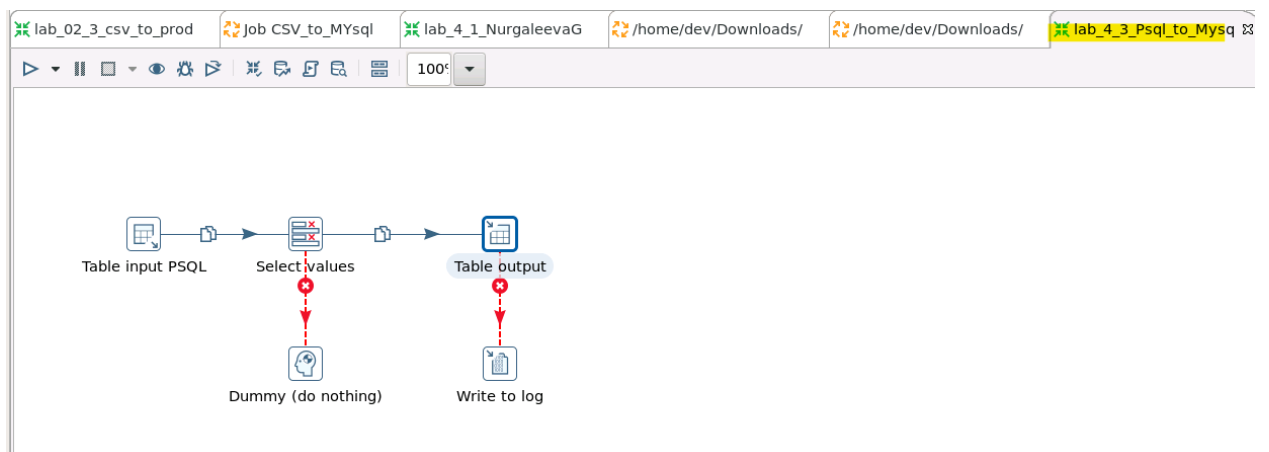 lab_02_3_csv_to_prod Job CSV_to_MYsql lab_4_1_NurgaleevaG /home/dev/Downloads/ /home/dev/Downloads/ lab_4_3_Psql_to_Mysq
100
Table input PSQL Select values Table output
Dummy (do nothing) Write to log